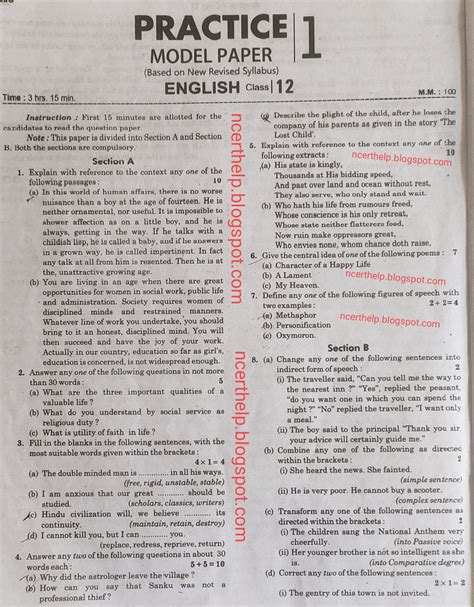 PRACTICE
MODEL PAPER
1
(Based on New Revised Syllabus)
ENGLISH Class 12
Time : 3 hrs. 15 min.
M.M. : 100
Instruction : First 15 minutes are allotted for the
candidates to read the question paper.
Note : This paper is divided into Section A and Section
B. Both the sections are compulsory.
Section A
1. Explain with reference to the context any one of the
following passages : 10
(a) In this world of human affairs, there is no worse
nuisance than a boy at the age of fourteen. He is
neither ornamental, nor useful. It is impossible to
shower affection as on a little boy, and he is
always, getting in the way. If he talks with a
childish lisp, he is called a baby, and if he answers
in a grown way, he is called impertinent. In fact
any talk at all from him is resented. Then he is at
the, unattractive growing age.
(b) You are living in an age when there are great
opportunities for women in social work, public life
and administration. Society requires women of
disciplined minds and restrained manners.
Whatever line of work you undertake, you should
bring to it an honest, disciplined mind. You will
then succeed and have the joy of your work.
Actually in our country, education so far as girl's,
education is concerned, is not widespread enough.
2. Answer any one of the following questions in not more
than 30 words : 5
(a) What are the three important qualities of a
valuable life ?
(b) What do you understand by social service as
religious duty ?
(c) What is utility of faith in life ?
3. Fill in the blanks in the following sentences, with the
most suitable words given within the brackets :
4×1=4
(a) The double minded man is ............ in all his ways.
(free, rigid, unstable, stable)
(b) I am anxious that our great ............ should be
studied. (scholars, classics, writers)
(c) Hindu civilization will, we believe ............ its
continuity. (maintain, retain, destroy)
(d) I cannot kill you, but I can ............ you.
(replace, redress, reprieve, return)
4. Answer any two of the following questions in about 30
words each : 5+5=10
(a) Why did the astrologer leave the village ?
(b) How can you say that Sanku was not a
professional thief ?
(c) Describe the plight of the child, after he loses the
company of his parents as given in the story 'The
Lost Child'.
5. Explain with reference to the context any one of the
following extracts : 10
(a) His state is kingly,
Thousands at His bidding speed,
And past over land and ocean without rest,
They also serve, who only stand and wait.
(b) Who hath his life from rumours freed,
Whose conscience is his only retreat,
Whose state neither flatterers feed,
Now ruin make oppressors great,
Who envies none, whom chance doth raise,
6. Give the central idea of one of the following poems : 7
(a) Character of a Happy Life
(b) A Lament
(c) My Heaven.
7. Define any one of the following figures of speech with
two examples : 2+2=4
(a) Metaphor
(b) Personification
(c) Oxymoron.
Section B
8. (a) Change any one of the following sentences into
indirect form of speech : 2
(i) The traveller said, "Can you tell me the way to
the nearest inn ?" "Yes", replied the peasant,
"do you want one in which you can spend the
night ?" "No" replied the traveller, "I want only
a meal."
(ii) The boy said to the principal "Thank you sir,
your advice will certainly guide me."
(b) Combine any one of the following as directed
within the brackets : 2
(i) She heard the news. She fainted.
(simple sentence)
(ii) He is very poor. He cannot buy a scooter.
(complex sentence)
(c) Transform any one of the following sentences as
directed within the brackets : 2
(i) The children sang the National Anthem very
cheerfully. (into Passive voice)
(ii) Her younger brother is not so intelligent as she
is. (into Comparative degree)
(d) Correct any two of the following sentences :
2×1=2
(i) The gentry of this town is not invited.
ncerthelp.blogspot.com
ncerthelp.blogspot.com
ncerthelp.blogspot.com
ncerthelp.blogspot.com
ncerthelp.blogspot.com